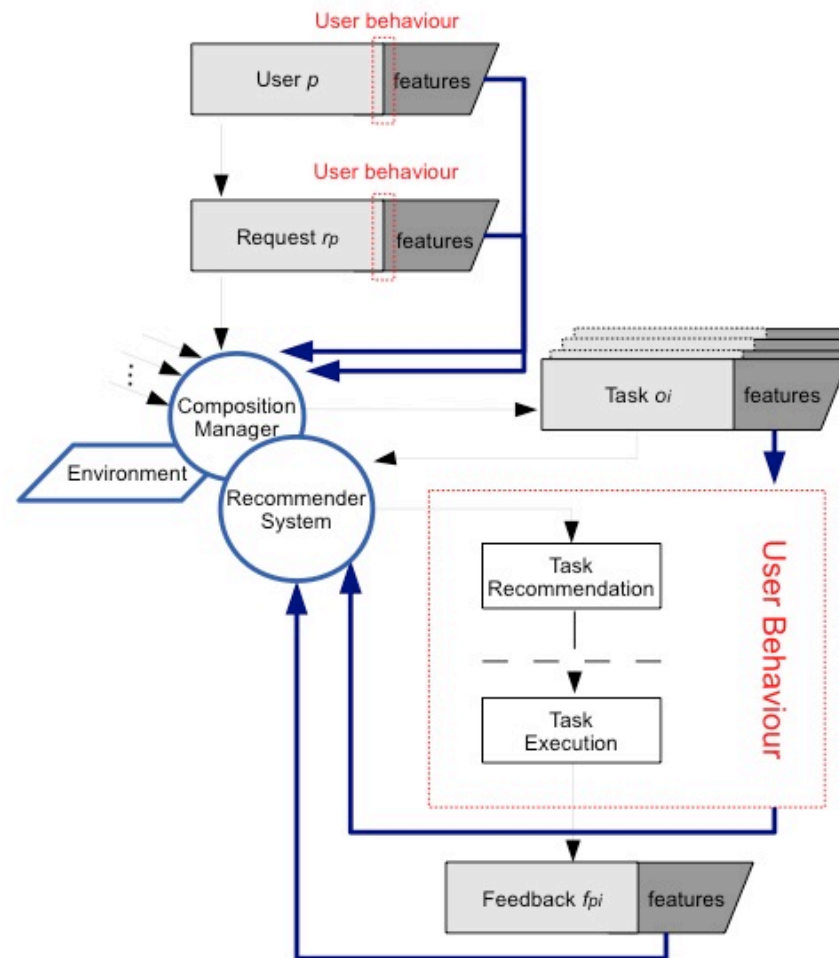 User behaviour
User p
features
User behaviour
Request rp
features
⋮
Composition
Manager
Task oi
features
Environment
Recommender
System
Task
Recommendation
User Behaviour
Task
Execution
Feedback fpi
features